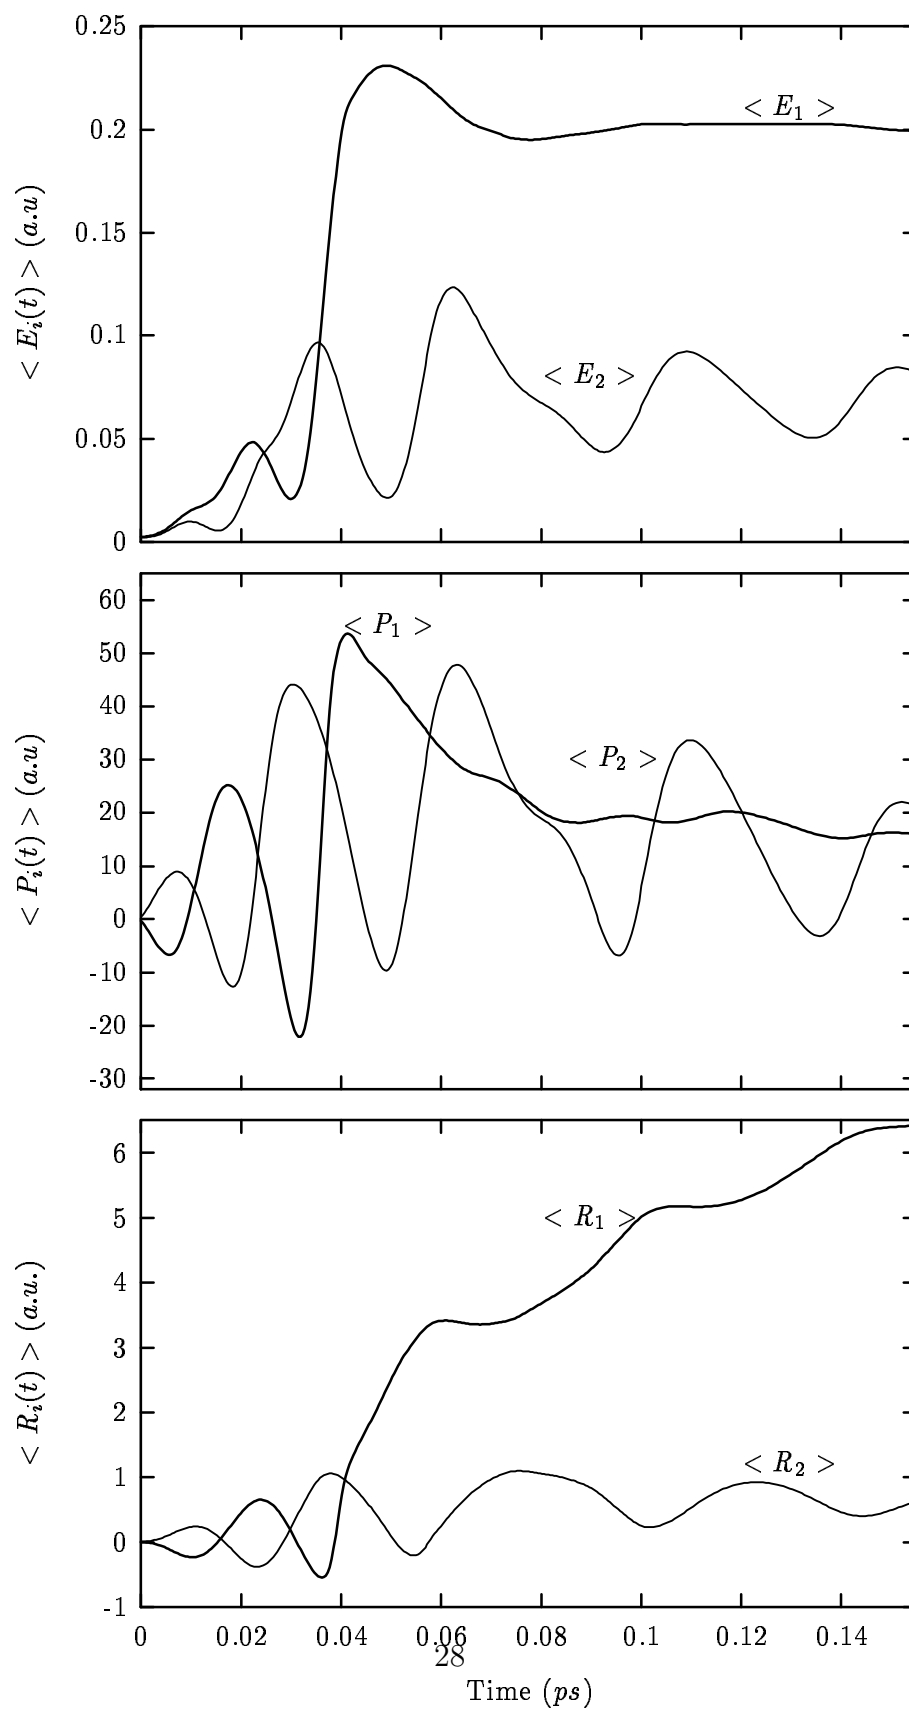 0.25
0.2
0.15
0.1
0.05
0
< E_i(t) > (a.u)
< E_1 >
< E_2 >
60
50
40
30
20
10
0
-10
-20
-30
< P_i(t) > (a.u)
< P_1 >
< P_2 >
6
5
4
3
2
1
0
-1
< R_i(t) > (a.u.)
< R_1 >
< R_2 >
0 0.02 0.04 0.06 0.08 0.1 0.12 0.14
28
Time (ps)